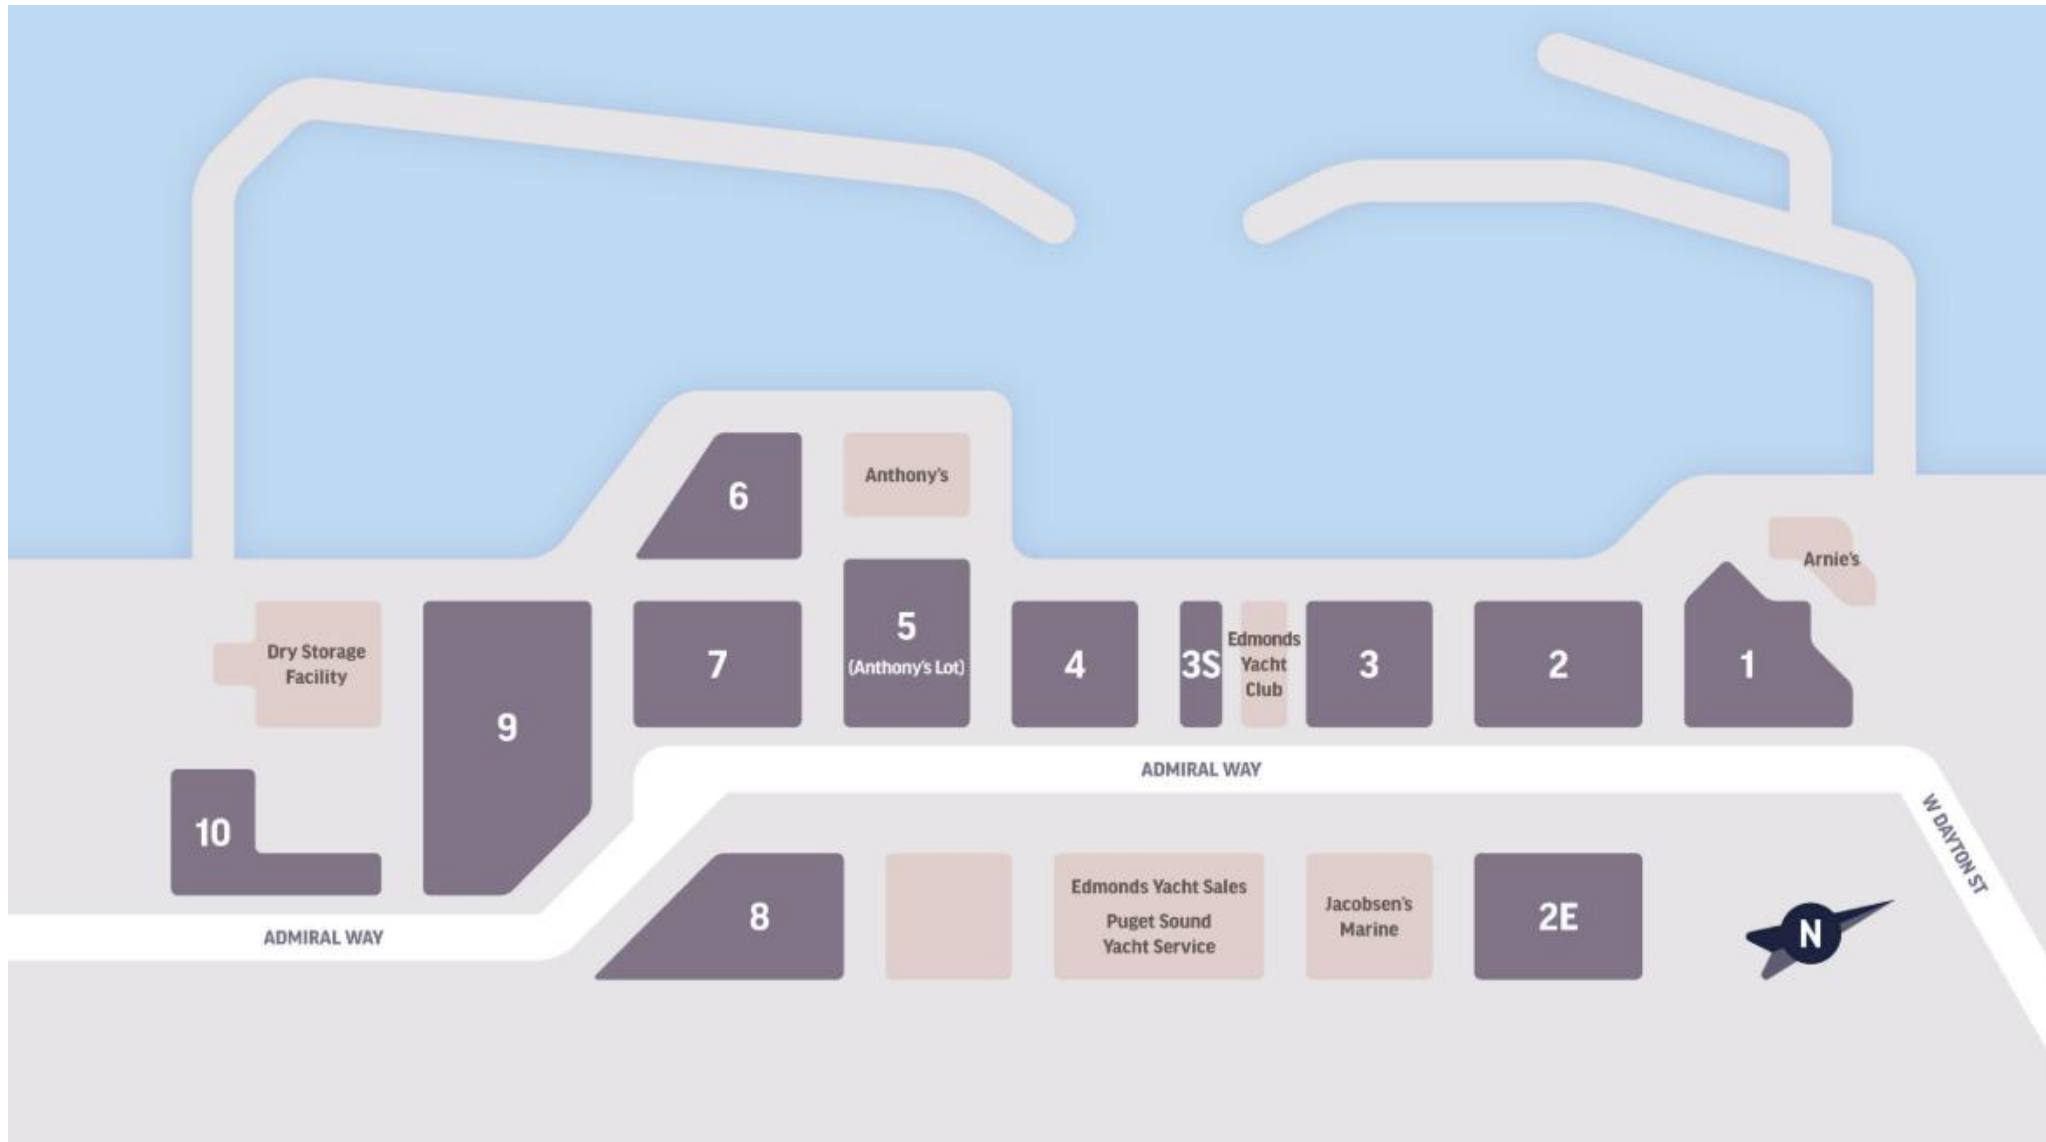 6
Anthony's
Arnie's
Dry Storage
Facility
9
7
5
(Anthony's Lot)
4
3S
Edmonds
Yacht
Club
3
2
1
10
ADMIRAL WAY
W DAYTON ST
ADMIRAL WAY
8
Edmonds Yacht Sales
Puget Sound
Yacht Service
Jacobsen's
Marine
2E
N